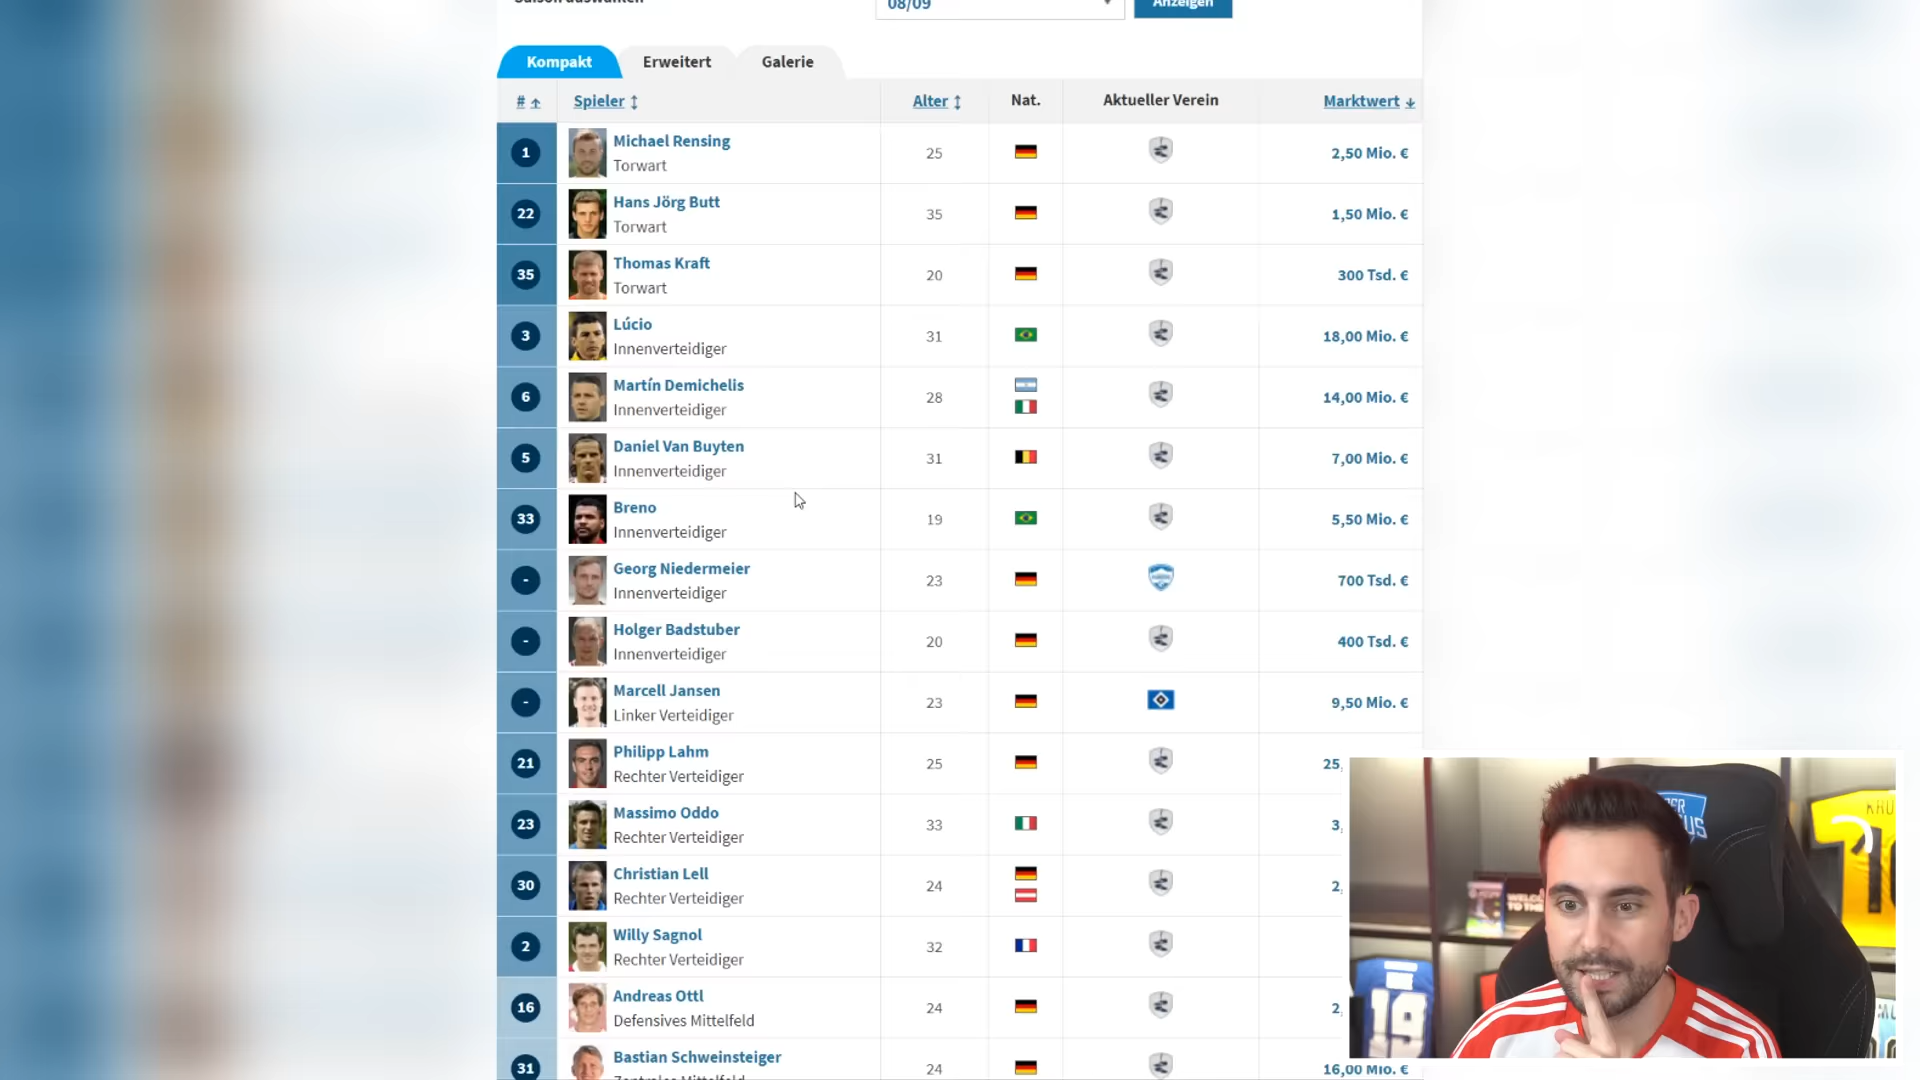 08/09 Anzeigen
Kompakt Erweitert Galerie
# Spieler Alter Nat. Aktueller Verein Marktwert
1 Michael Rensing 25 2,50 Mio. €
Torwart
22 Hans Jörg Butt 35 1,50 Mio. €
Torwart
35 Thomas Kraft 20 300 Tsd. €
Torwart
3 Lúcio 31 18,00 Mio. €
Innenverteidiger
6 Martín Demichelis 28 14,00 Mio. €
Innenverteidiger
5 Daniel Van Buyten 31 7,00 Mio. €
Innenverteidiger
33 Breno 19 5,50 Mio. €
Innenverteidiger
- Georg Niedermeier 23 700 Tsd. €
Innenverteidiger
- Holger Badstuber 20 400 Tsd. €
Innenverteidiger
- Marcell Jansen 23 9,50 Mio. €
Linker Verteidiger
21 Philipp Lahm 25 25,
Rechter Verteidiger
23 Massimo Oddo 33 3,
Rechter Verteidiger
30 Christian Lell 24 2,
Rechter Verteidiger
2 Willy Sagnol 32
Rechter Verteidiger
16 Andreas Ottl 24 2,
Defensives Mittelfeld
31 Bastian Schweinsteiger 24 16,00 Mio. €
19